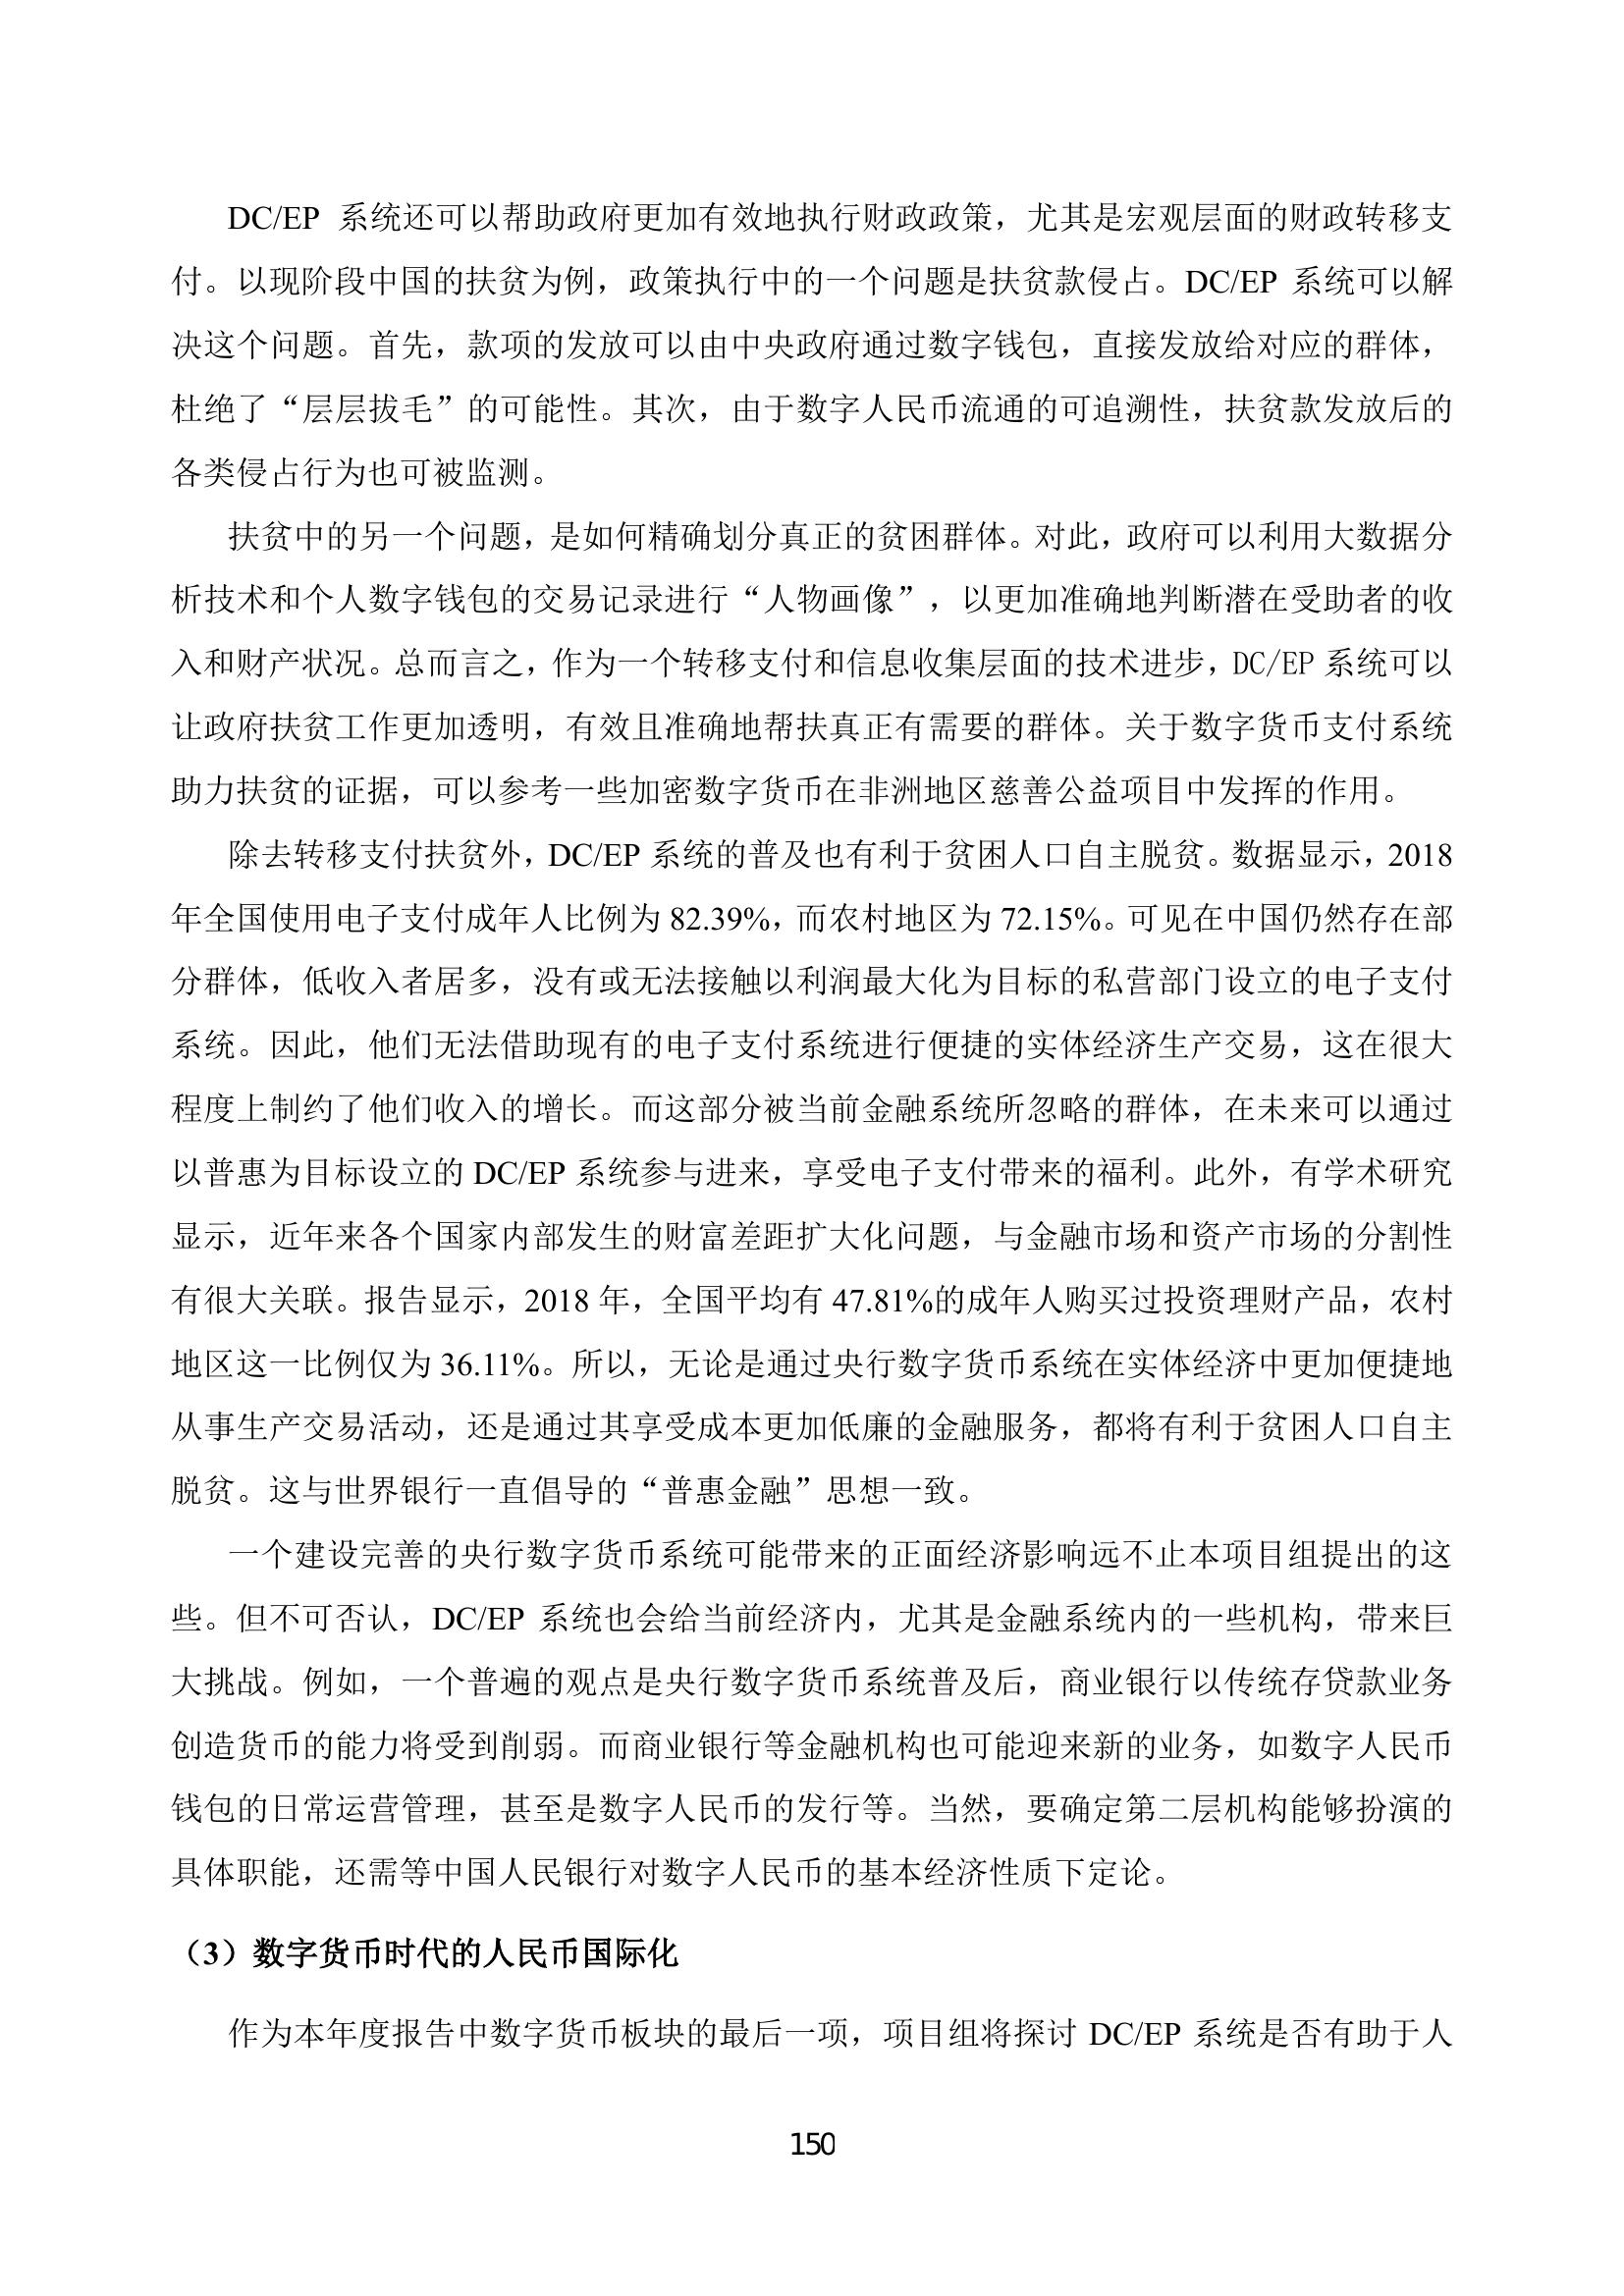 DC/EP 系统还可以帮助政府更加有效地执行财政政策，尤其是宏观层面的财政转移支
付。以现阶段中国的扶贫为例，政策执行中的一个问题是扶贫款侵占。DC/EP 系统可以解
决这个问题。首先，款项的发放可以由中央政府通过数字钱包，直接发放给对应的群体，
杜绝了“层层拔毛”的可能性。其次，由于数字人民币流通的可追溯性，扶贫款发放后的
各类侵占行为也可被监测。
扶贫中的另一个问题，是如何精确划分真正的贫困群体。对此，政府可以利用大数据分
析技术和个人数字钱包的交易记录进行“人物画像”，以更加准确地判断潜在受助者的收
入和财产状况。总而言之，作为一个转移支付和信息收集层面的技术进步，DC/EP 系统可以
让政府扶贫工作更加透明，有效且准确地帮扶真正有需要的群体。关于数字货币支付系统
助力扶贫的证据，可以参考一些加密数字货币在非洲地区慈善公益项目中发挥的作用。
除去转移支付扶贫外，DC/EP 系统的普及也有利于贫困人口自主脱贫。数据显示，2018
年全国使用电子支付成年人比例为 82.39%，而农村地区为 72.15%。可见在中国仍然存在部
分群体，低收入者居多，没有或无法接触以利润最大化为目标的私营部门设立的电子支付
系统。因此，他们无法借助现有的电子支付系统进行便捷的实体经济生产交易，这在很大
程度上制约了他们收入的增长。而这部分被当前金融系统所忽略的群体，在未来可以通过
以普惠为目标设立的 DC/EP 系统参与进来，享受电子支付带来的福利。此外，有学术研究
显示，近年来各个国家内部发生的财富差距扩大化问题，与金融市场和资产市场的分割性
有很大关联。报告显示，2018 年，全国平均有 47.81%的成年人购买过投资理财产品，农村
地区这一比例仅为 36.11%。所以，无论是通过央行数字货币系统在实体经济中更加便捷地
从事生产交易活动，还是通过其享受成本更加低廉的金融服务，都将有利于贫困人口自主
脱贫。这与世界银行一直倡导的“普惠金融”思想一致。
一个建设完善的央行数字货币系统可能带来的正面经济影响远不止本项目组提出的这
些。但不可否认，DC/EP 系统也会给当前经济内，尤其是金融系统内的一些机构，带来巨
大挑战。例如，一个普遍的观点是央行数字货币系统普及后，商业银行以传统存贷款业务
创造货币的能力将受到削弱。而商业银行等金融机构也可能迎来新的业务，如数字人民币
钱包的日常运营管理，甚至是数字人民币的发行等。当然，要确定第二层机构能够扮演的
具体职能，还需等中国人民银行对数字人民币的基本经济性质下定论。
（3）数字货币时代的人民币国际化
作为本年度报告中数字货币板块的最后一项，项目组将探讨 DC/EP 系统是否有助于人
150